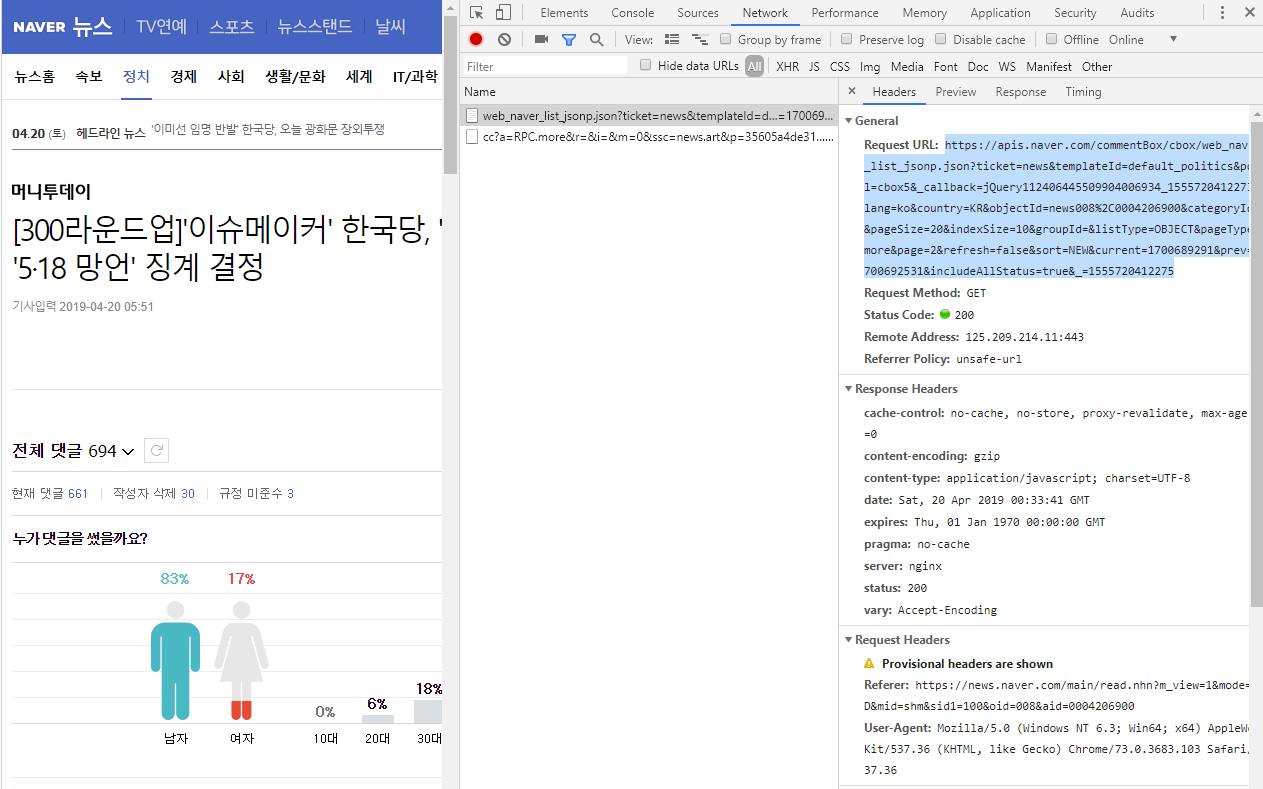 NAVER 뉴스 TV연예 스포츠 뉴스스탠드 날씨
뉴스홈 속보 정치 경제 사회 생활/문화 세계 IT/과학
04.20 (토) 헤드라인 뉴스 '이미선 임명 반발' 한국당, 오늘 광화문 장외투쟁
머니투데이
[300라운드업]'이슈메이커' 한국당, '
'5·18 망언' 징계 결정
기사입력 2019-04-20 05:51
전체 댓글 694
현재 댓글 661 작성자 삭제 30 규정 미준수 3
누가 댓글을 썼을까요?
83% 17%
0% 6% 18%
남자 여자 10대 20대 30대
Elements Console Sources Network Performance Memory Application Security Audits
View: Group by frame Preserve log Disable cache Offline Online
Filter Hide data URLs All XHR JS CSS Img Media Font Doc WS Manifest Other
Name
web_naver_list_jsonp.json?ticket=news&templateId=d...=170069...
cc?a=RPC.more&r=&i=&m=0&ssc=news.art&p=35605a4de31......
Headers Preview Response Timing
General
Request URL: https://apis.naver.com/commentBox/cbox/web_nav
_list_jsonp.json?ticket=news&templateId=default_politics&po
l=cbox5&_callback=jQuery112406445509904006934_155572041227
lang=ko&country=KR&objectId=news008%2C0004206900&categoryId
&pageSize=20&indexSize=10&groupId=&listType=OBJECT&pageType
more&page=2&refresh=false&sort=NEW&current=1700689291&prev=
700692531&includeAllStatus=true&_=1555720412275
Request Method: GET
Status Code: 200
Remote Address: 125.209.214.11:443
Referrer Policy: unsafe-url
Response Headers
cache-control: no-cache, no-store, proxy-revalidate, max-age
=0
content-encoding: gzip
content-type: application/javascript; charset=UTF-8
date: Sat, 20 Apr 2019 00:33:41 GMT
expires: Thu, 01 Jan 1970 00:00:00 GMT
pragma: no-cache
server: nginx
status: 200
vary: Accept-Encoding
Request Headers
Provisional headers are shown
Referer: https://news.naver.com/main/read.nhn?m_view=1&mode=
D&mid=shm&sid1=100&oid=008&aid=0004206900
User-Agent: Mozilla/5.0 (Windows NT 6.3; Win64; x64) AppleWe
Kit/537.36 (KHTML, like Gecko) Chrome/73.0.3683.103 Safari/
37.36